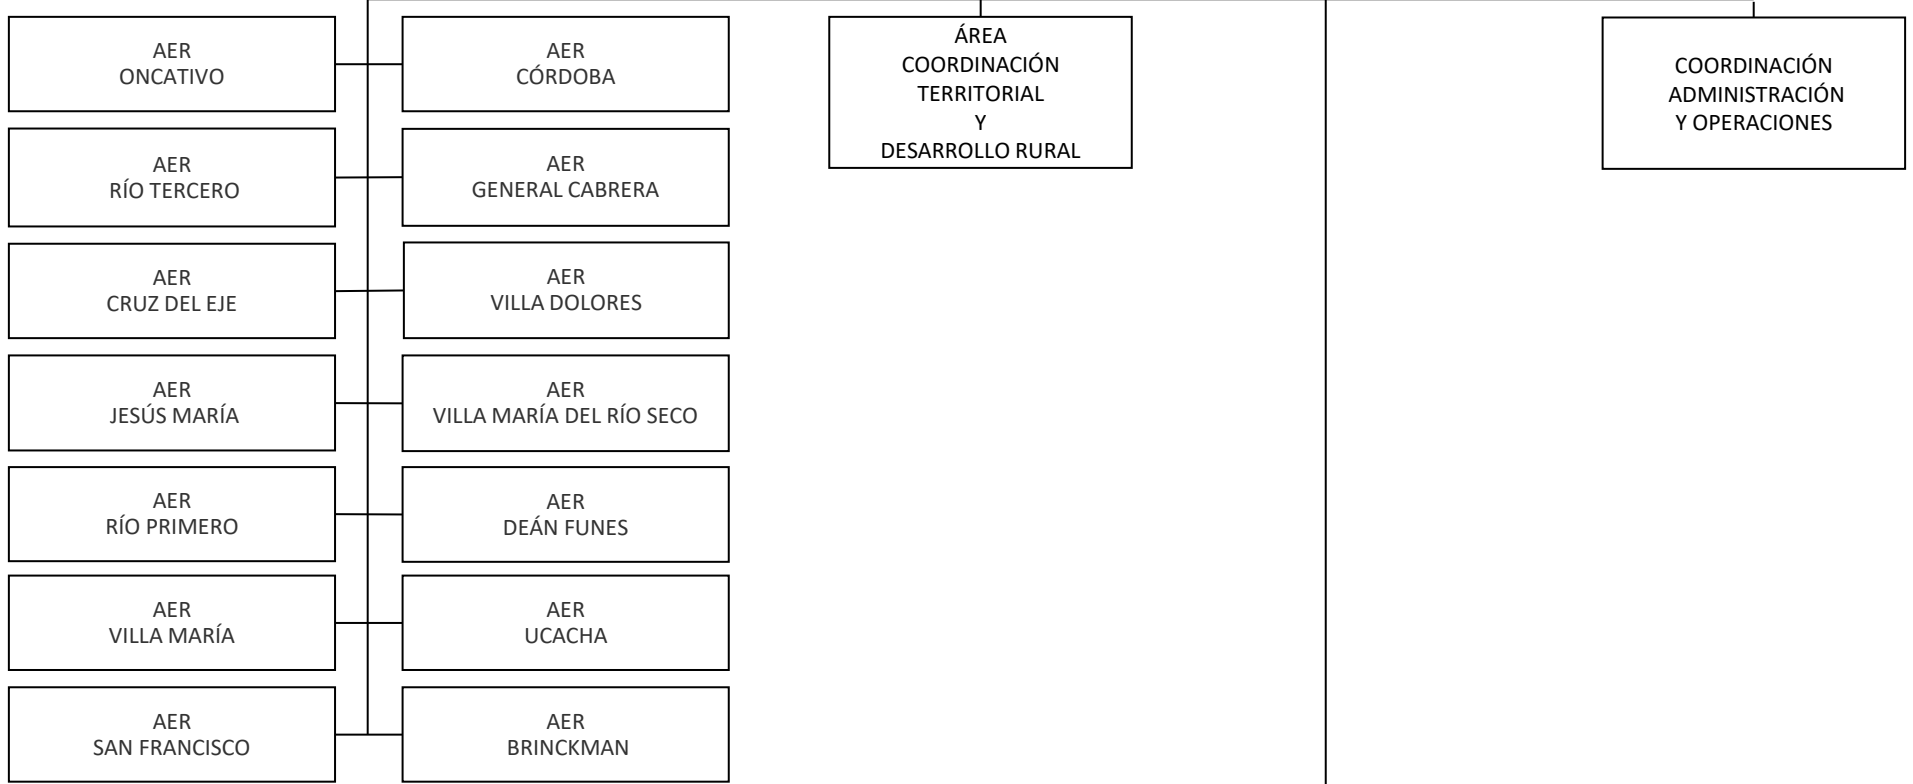 AER
ONCATIVO
AER
CÓRDOBA
ÁREA
COORDINACIÓN
TERRITORIAL
Y
DESARROLLO RURAL
COORDINACIÓN
ADMINISTRACIÓN
Y OPERACIONES
AER
RÍO TERCERO
AER
GENERAL CABRERA
AER
CRUZ DEL EJE
AER
VILLA DOLORES
AER
JESÚS MARÍA
AER
VILLA MARÍA DEL RÍO SECO
AER
RÍO PRIMERO
AER
DEÁN FUNES
AER
VILLA MARÍA
AER
UCACHA
AER
SAN FRANCISCO
AER
BRINCKMAN